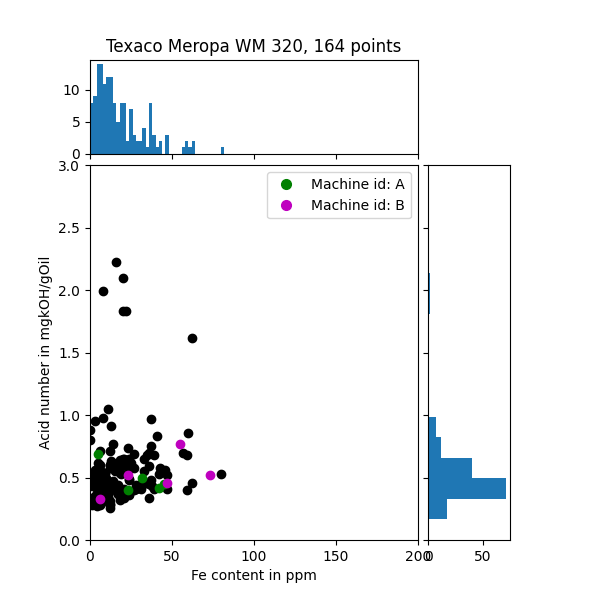 Texaco Meropa WM 320, 164 points
10
5
0
3.0
2.5
2.0
1.5
1.0
0.5
0.0
Acid number in mgkOH/gOil
Machine id: A
Machine id: B
0 50 100 150 200
0 50
Fe content in ppm